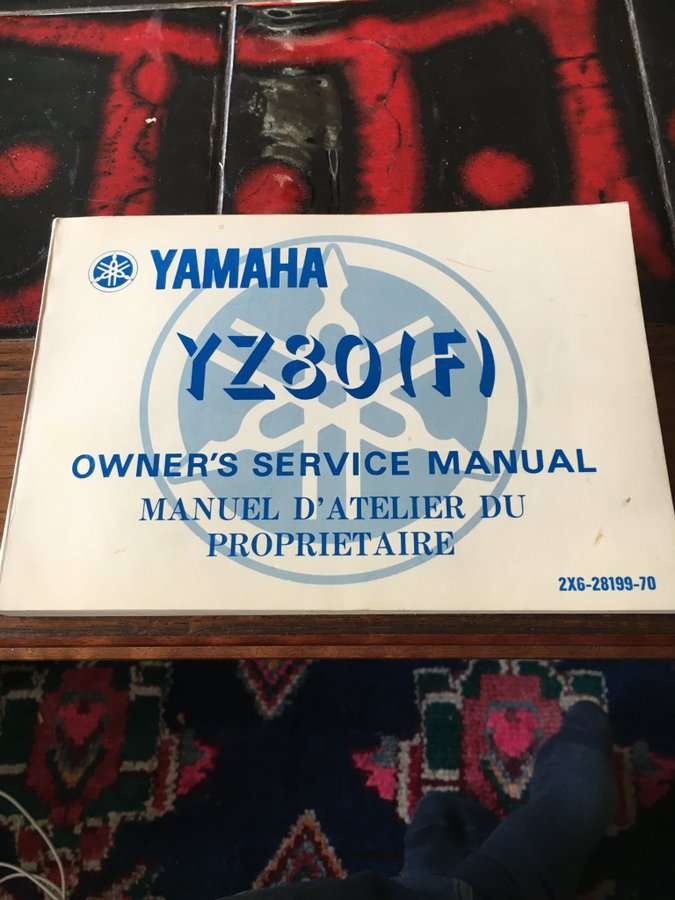 YAMAHA
YZ80(F)
OWNER'S SERVICE MANUAL
MANUEL D'ATELIER DU
PROPRIETAIRE
2X6-28199-70